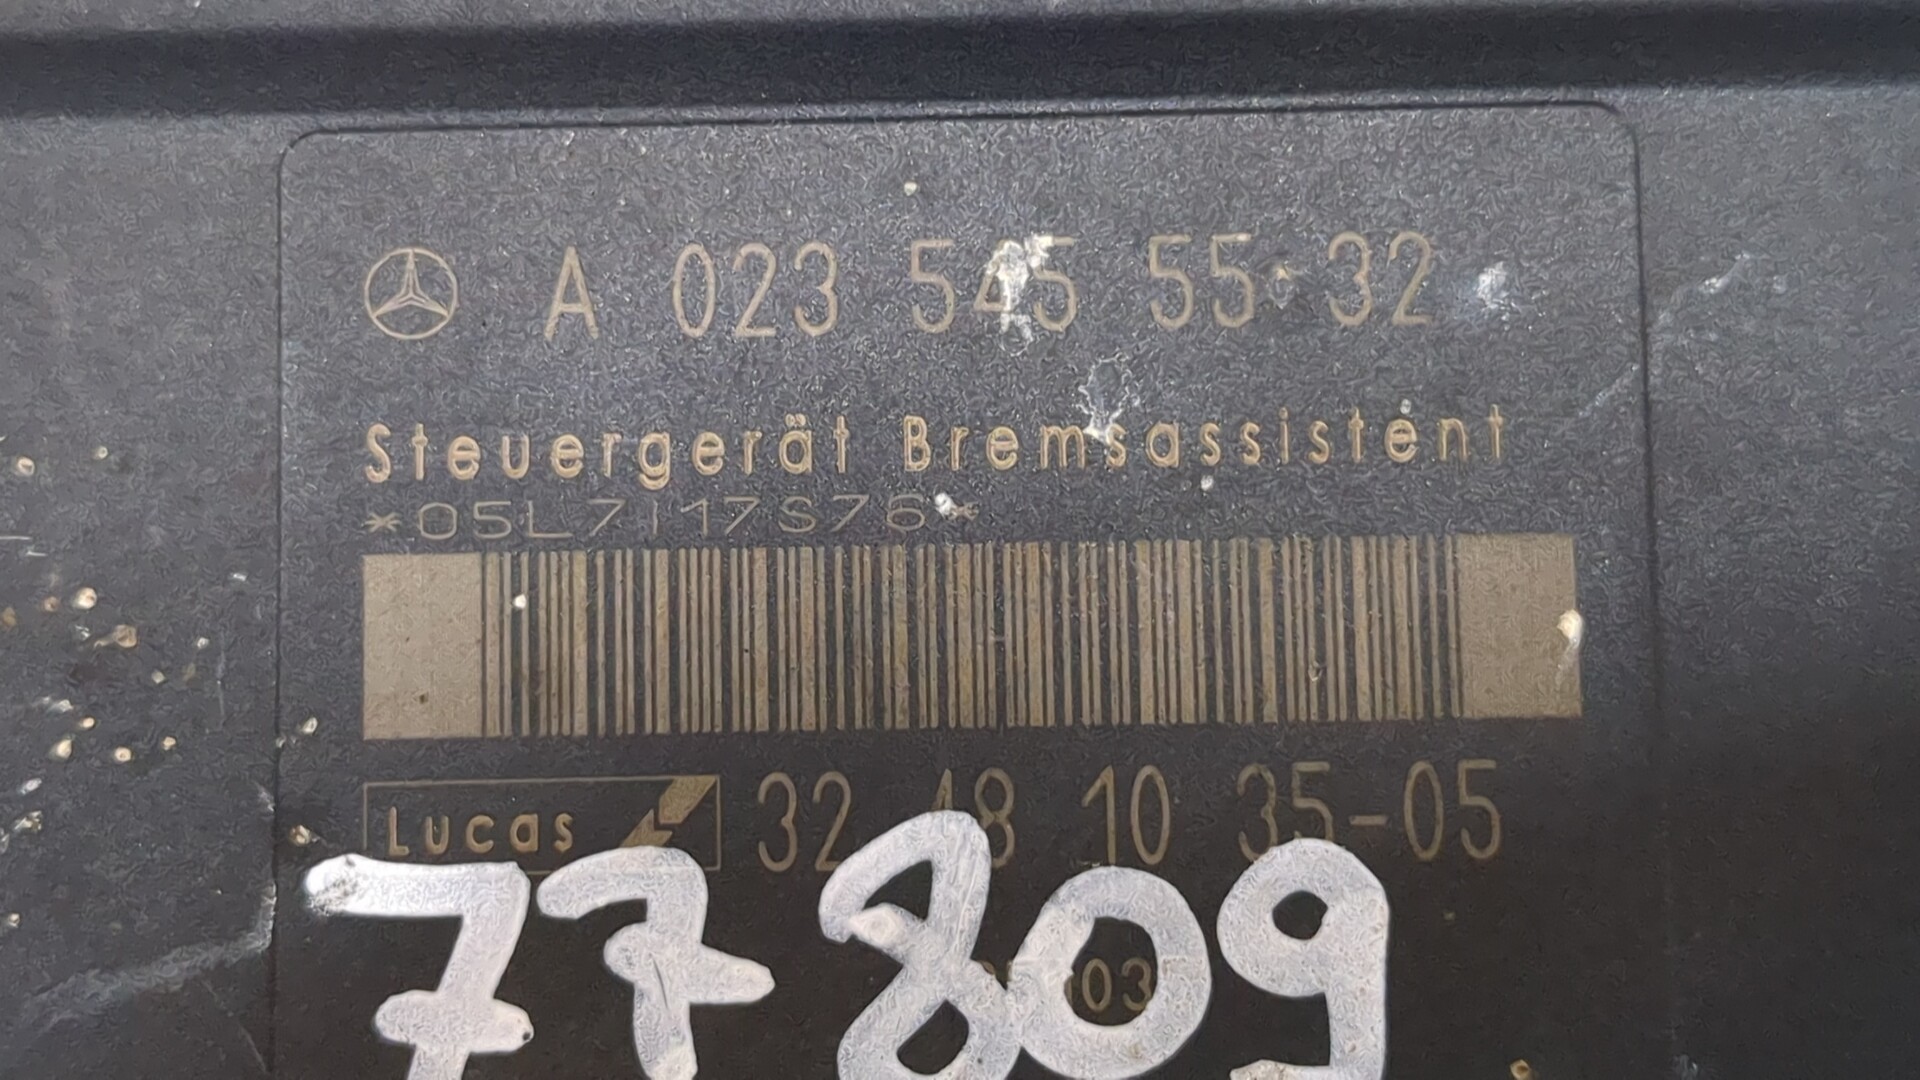 A 023 545 55 32
Steuergerät Bremsassistent
*05L7117S76*
Lucas 32 48 10 35-05
77809